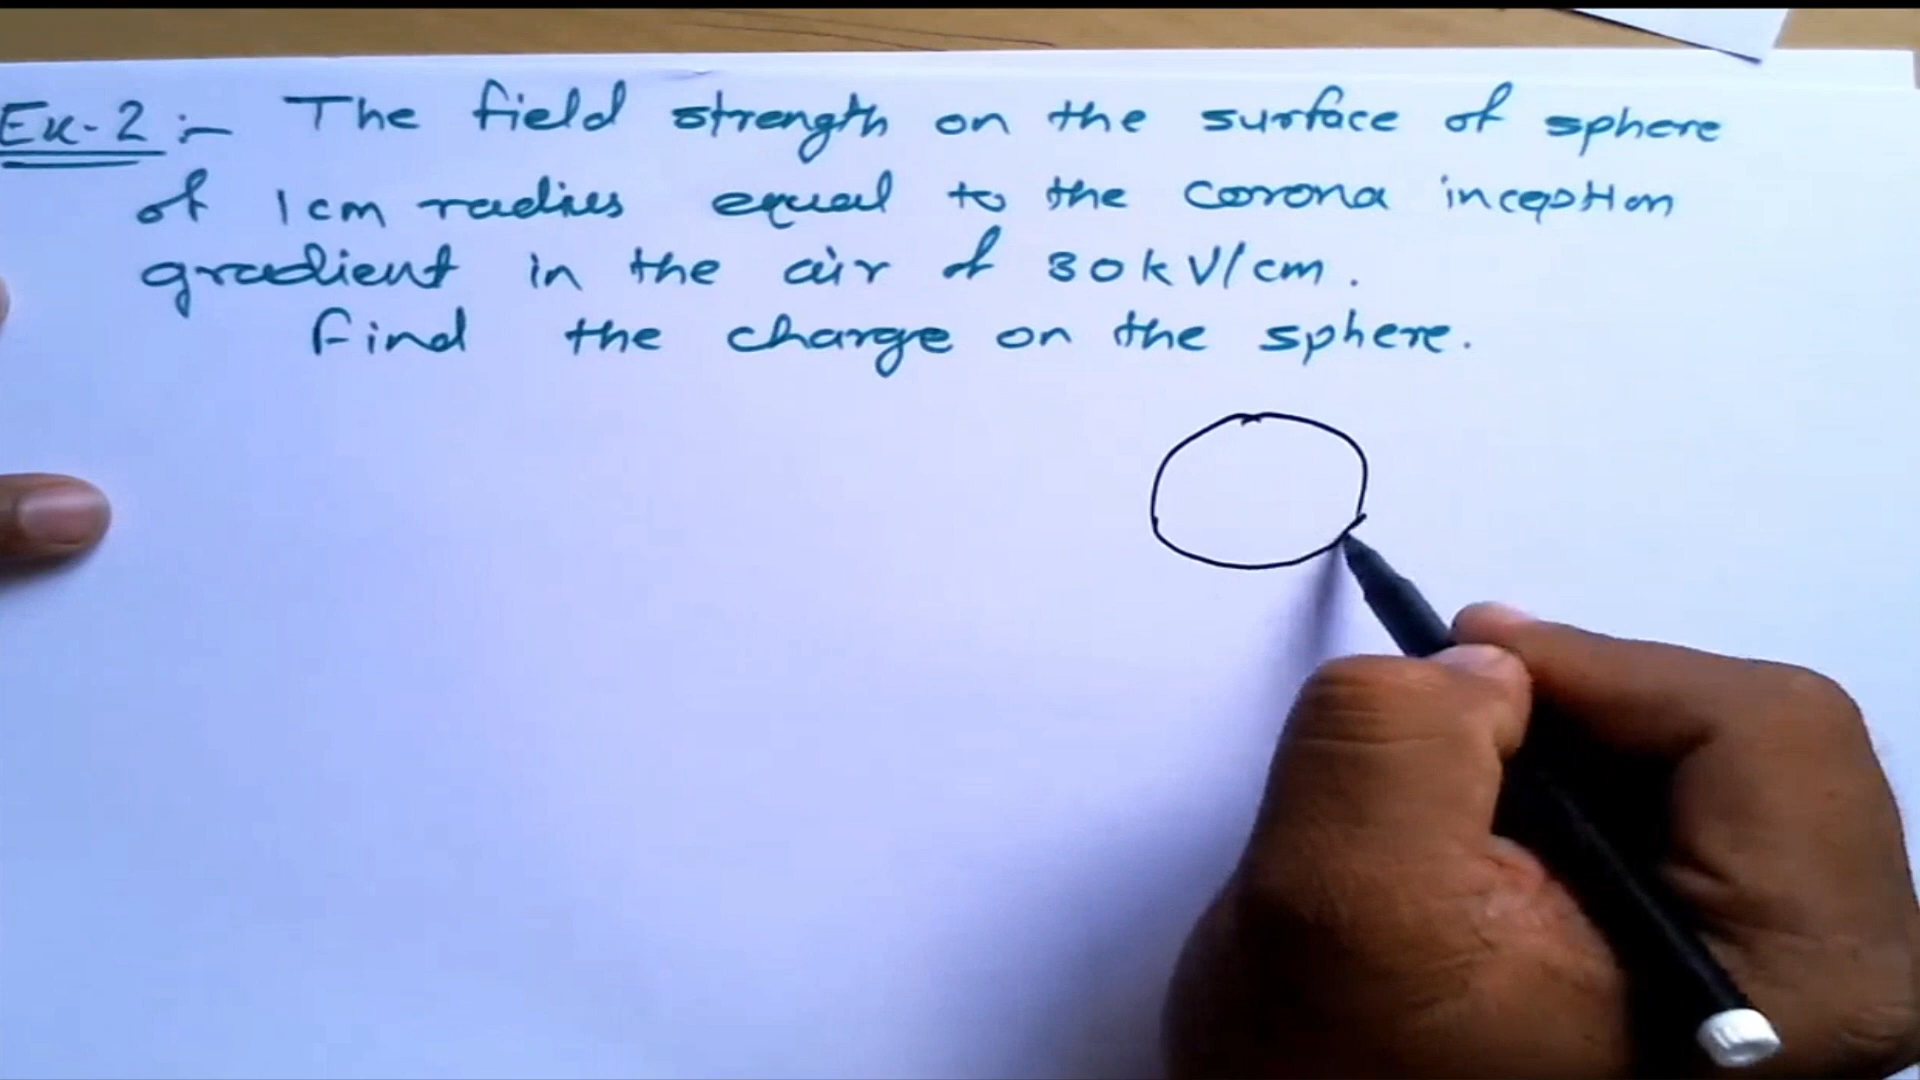 Ex-2:- The field strength on the surface of sphere
of 1cm radius equal to the corona inception
gradient in the air of 30kV/cm.
Find the charge on the sphere.